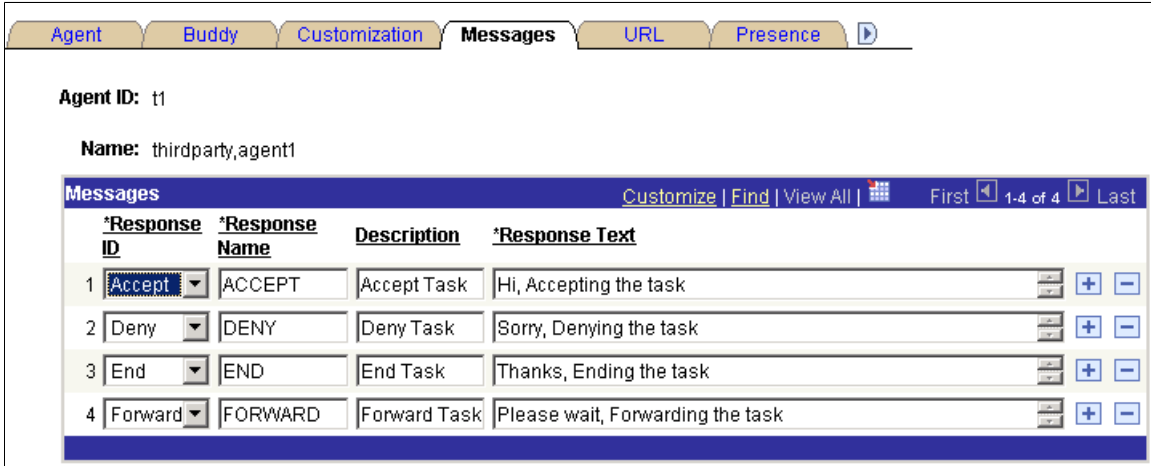 Agent Buddy Customization Messages URL Presence
Agent ID: t1
Name: thirdparty,agent1
Messages Customize | Find | View All | First 1-4 of 4 Last
*Response ID *Response Name Description *Response Text
1 Accept ACCEPT Accept Task Hi, Accepting the task
2 Deny DENY Deny Task Sorry, Denying the task
3 End END End Task Thanks, Ending the task
4 Forward FORWARD Forward Task Please wait, Forwarding the task